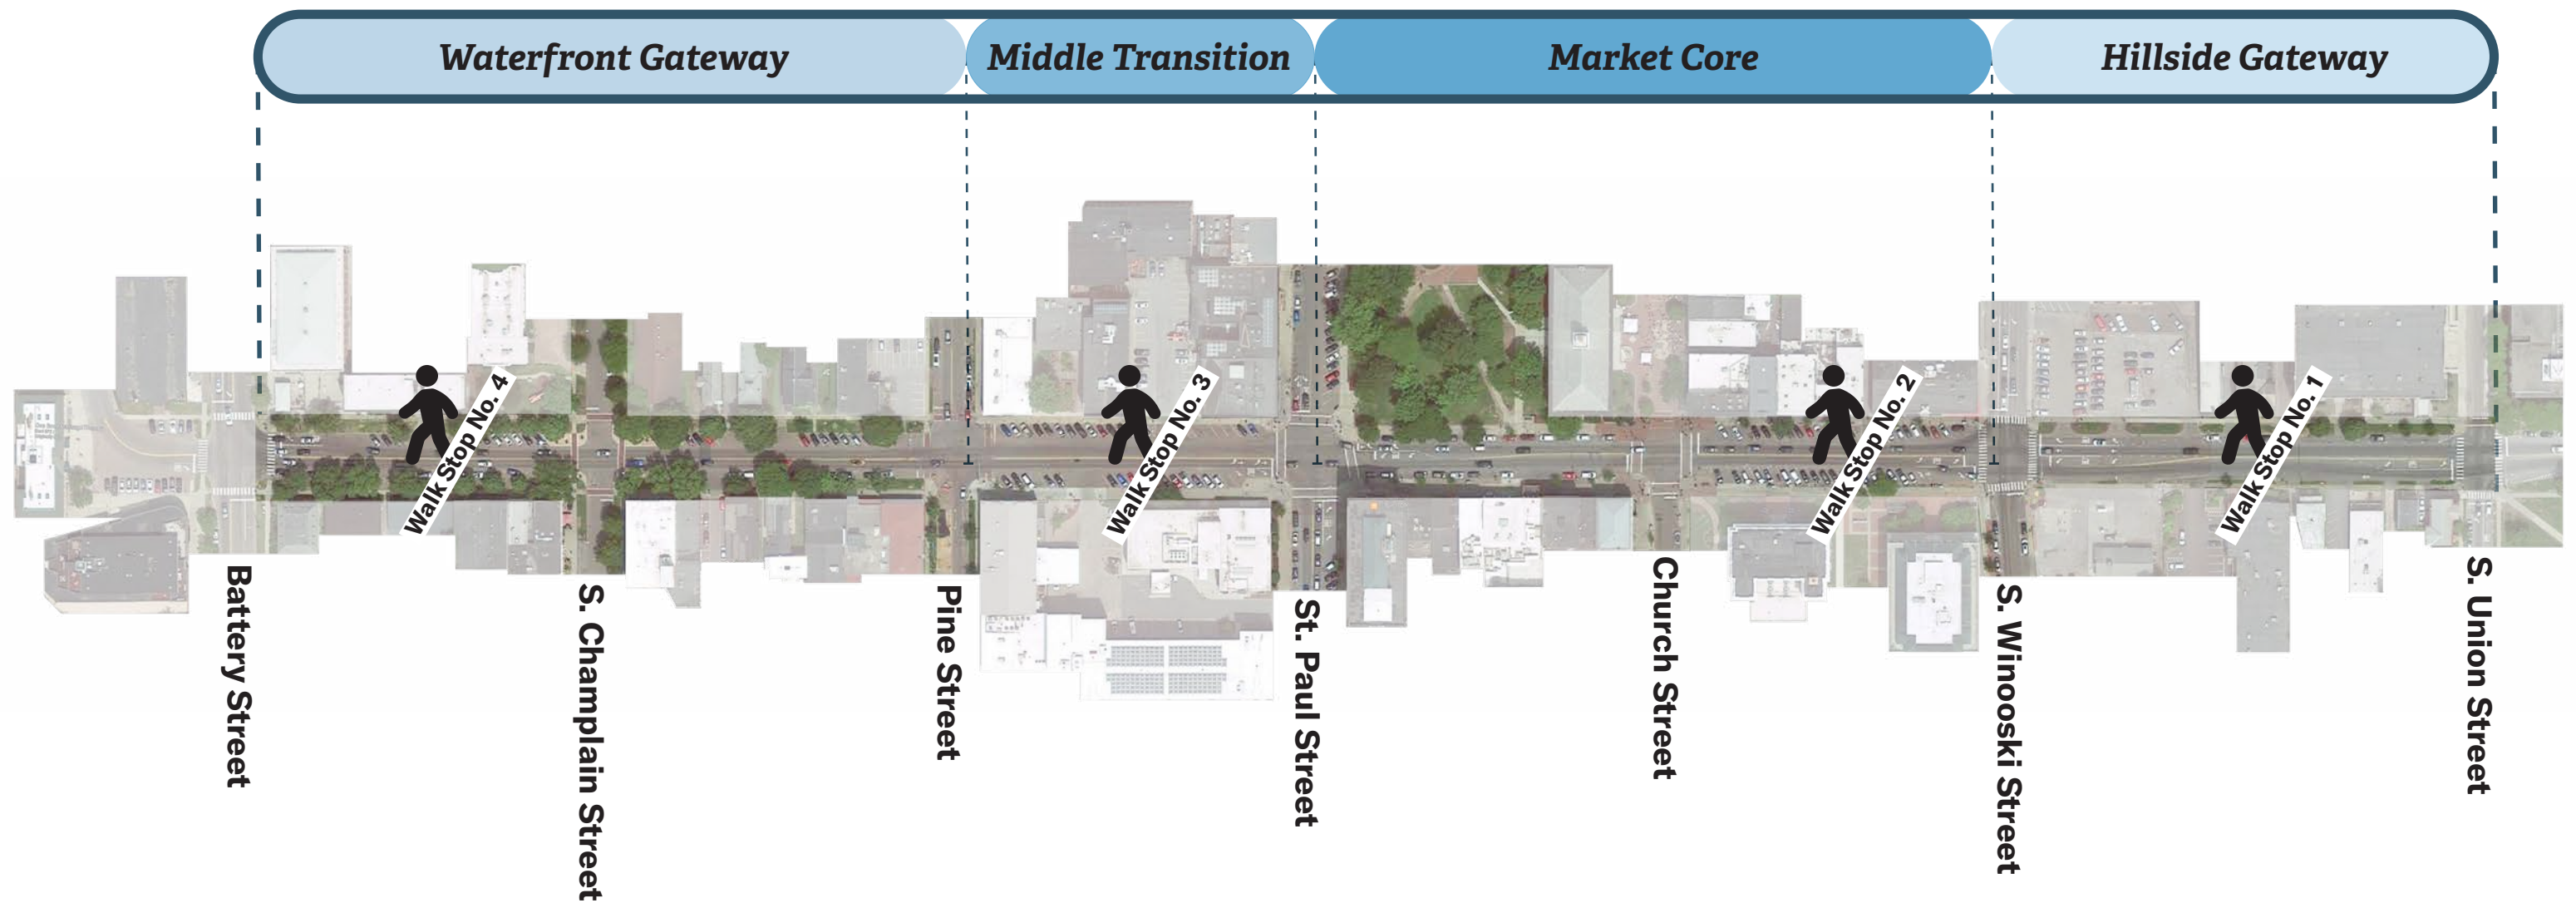 Waterfront Gateway
Middle Transition
Market Core
Hillside Gateway
Walk Stop No. 4
Walk Stop No. 3
Walk Stop No. 2
Walk Stop No. 1
Battery Street
S. Champlain Street
Pine Street
St. Paul Street
Church Street
S. Winooski Street
S. Union Street